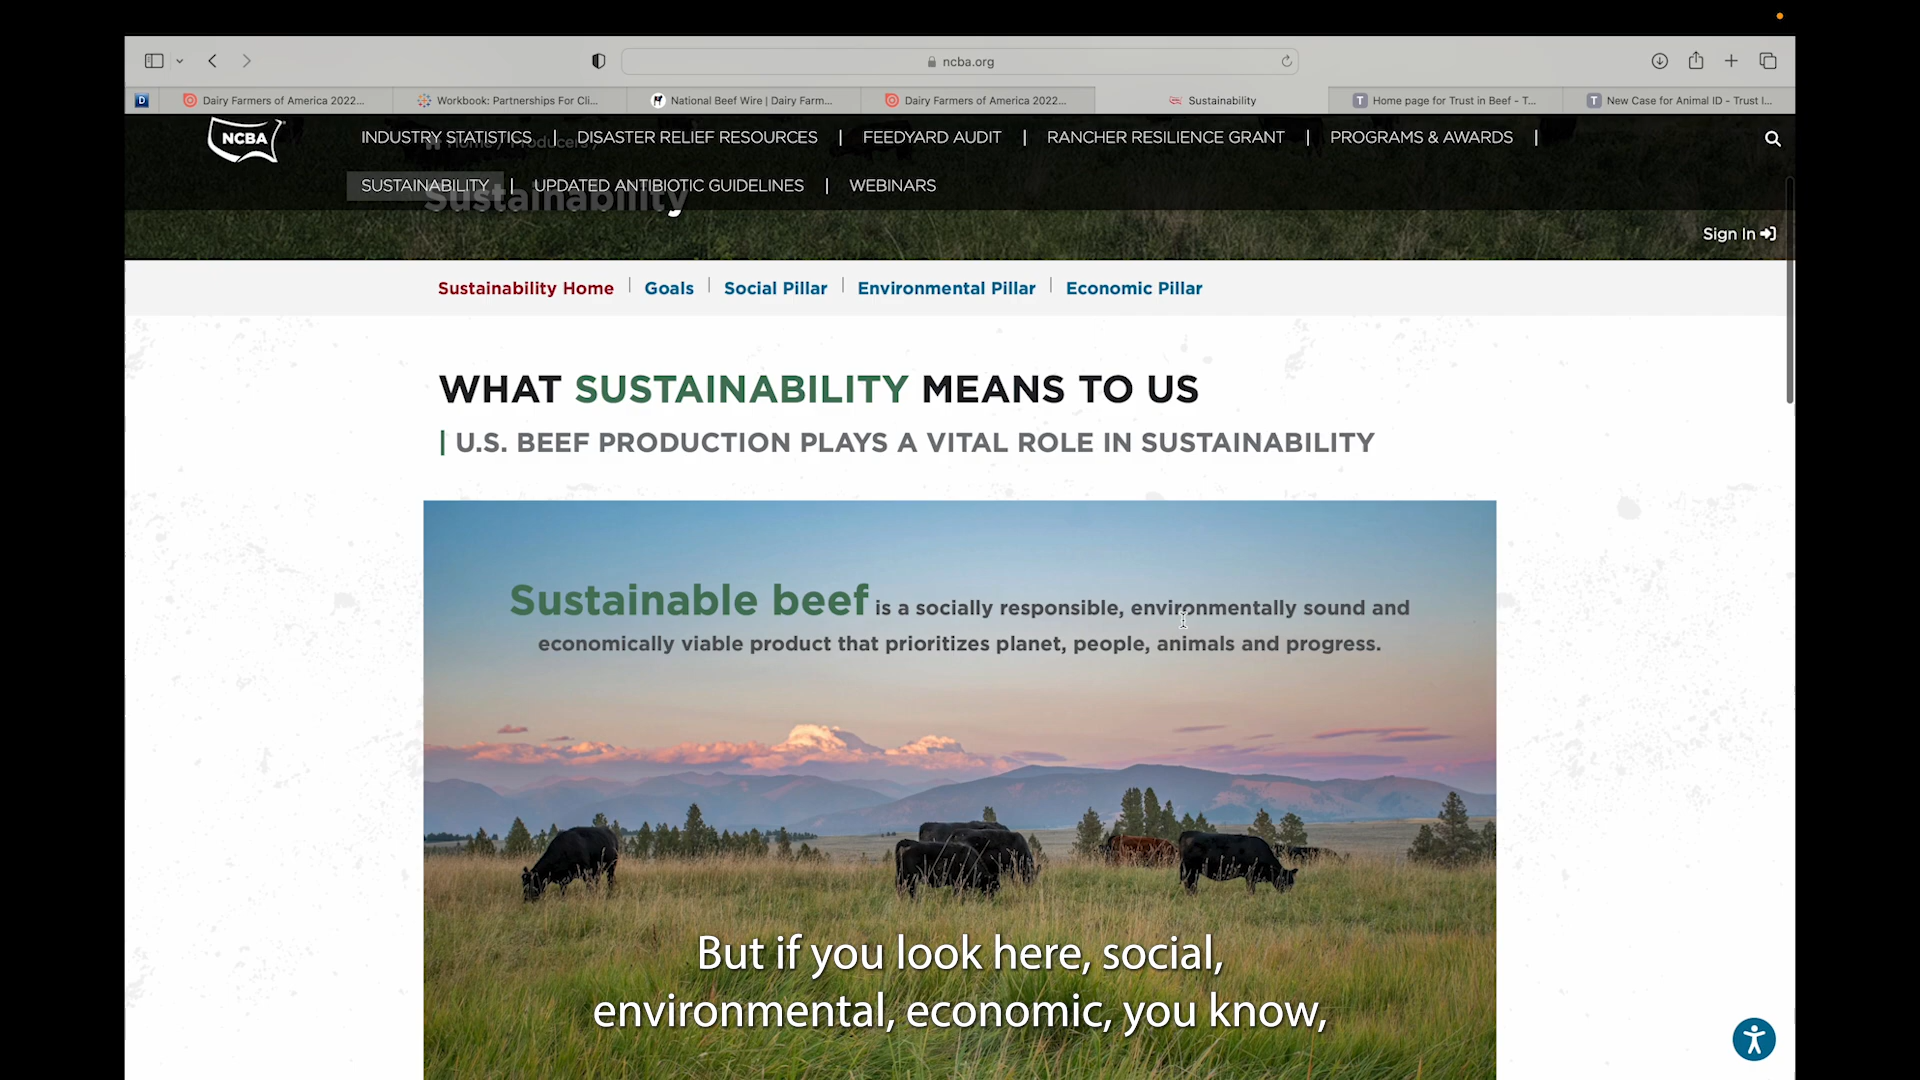 ncba.org
D
Dairy Farmers of America 2022...
Workbook: Partnerships For Cli...
National Beef Wire | Dairy Farm...
Dairy Farmers of America 2022...
Sustainability
T Home page for Trust in Beef - T...
T New Case for Animal ID - Trust I...
NCBA
INDUSTRY STATISTICS | DISASTER RELIEF RESOURCES | FEEDYARD AUDIT | RANCHER RESILIENCE GRANT | PROGRAMS & AWARDS |
Home / Producers /
SUSTAINABILITY | UPDATED ANTIBIOTIC GUIDELINES | WEBINARS
Sustainability
Sign In
Sustainability Home | Goals | Social Pillar | Environmental Pillar | Economic Pillar
WHAT SUSTAINABILITY MEANS TO US
| U.S. BEEF PRODUCTION PLAYS A VITAL ROLE IN SUSTAINABILITY
Sustainable beef is a socially responsible, environmentally sound and
economically viable product that prioritizes planet, people, animals and progress.
But if you look here, social,
environmental, economic, you know,